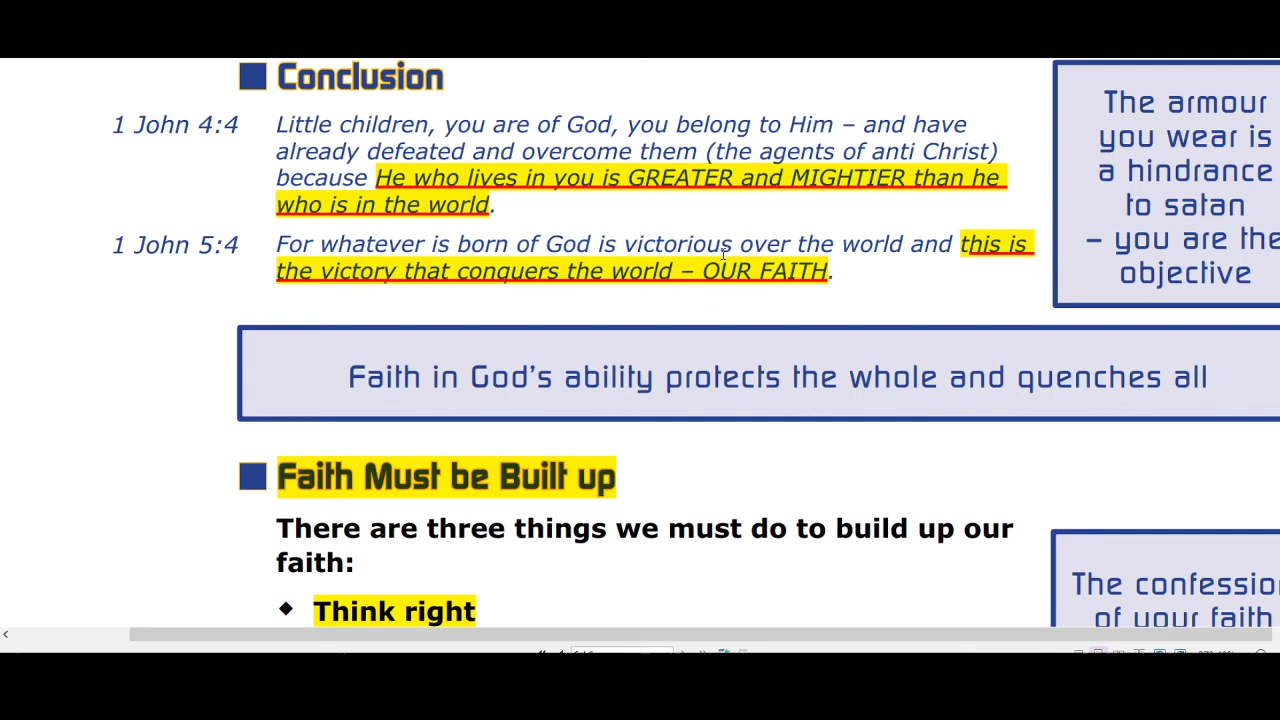 Conclusion
1 John 4:4
Little children, you are of God, you belong to Him – and have
already defeated and overcome them (the agents of anti Christ)
because He who lives in you is GREATER and MIGHTIER than he
who is in the world.
1 John 5:4
For whatever is born of God is victorious over the world and this is
the victory that conquers the world – OUR FAITH.
The armour
you wear is
a hindrance
to satan
– you are the
objective
Faith in God's ability protects the whole and quenches all
Faith Must be Built up
There are three things we must do to build up our
faith:
Think right
The confession
of your faith